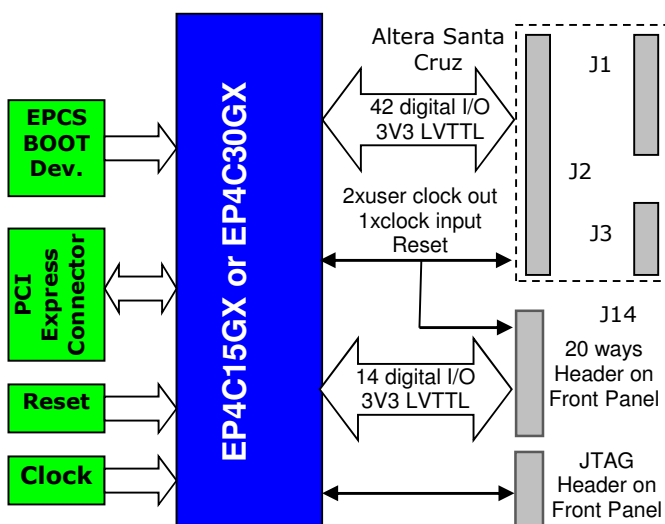 EPCS
BOOT
Dev.
PCI
Express
Connector
Reset
Clock
EP4C15GX or EP4C30GX
Altera Santa
Cruz
42 digital I/O
3V3 LVTTL
2xuser clock out
1xclock input
Reset
14 digital I/O
3V3 LVTTL
J1
J2
J3
J14
20 ways
Header on
Front Panel
JTAG
Header on
Front Panel